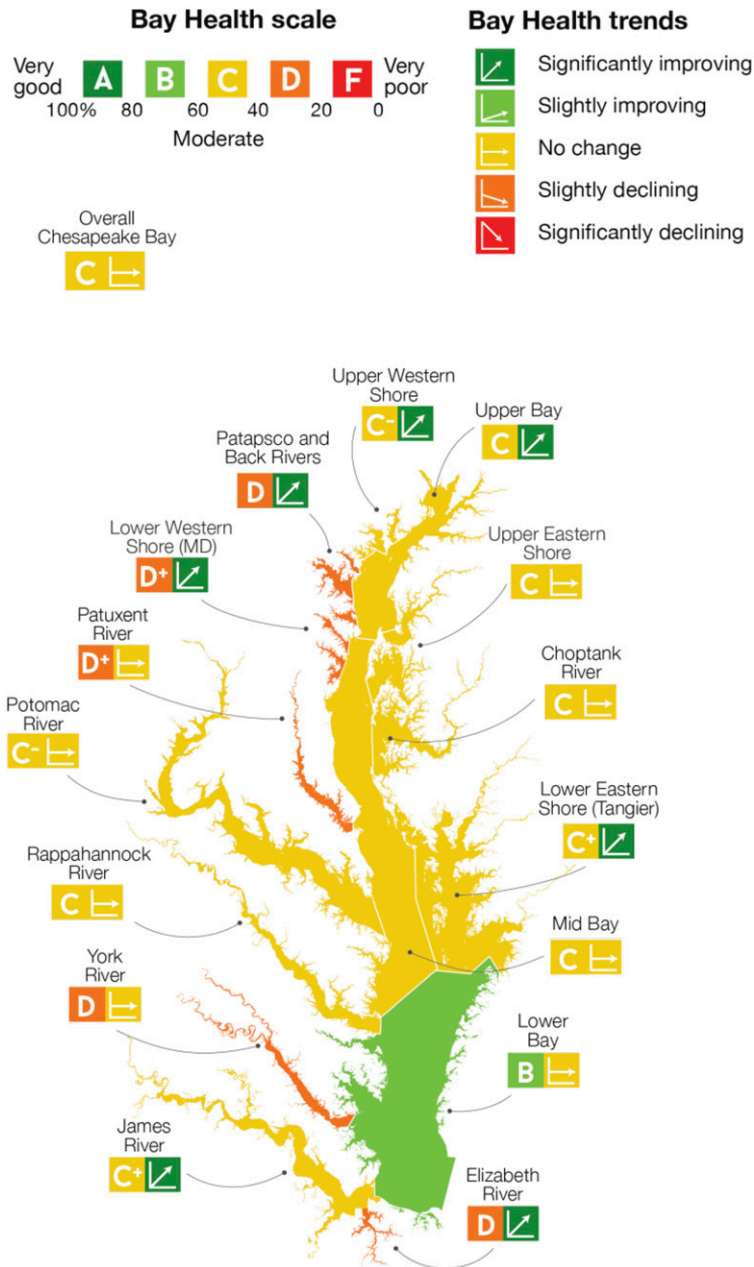 Bay Health scale
Very good
A B C D F
Very poor
100% 80 60 40 20 0
Moderate
Bay Health trends
Significantly improving
Slightly improving
No change
Slightly declining
Significantly declining
Overall
Chesapeake Bay
C
Upper Western
Shore
C-
Upper Bay
C
Patapsco and
Back Rivers
D
Lower Western
Shore (MD)
D+
Upper Eastern
Shore
C
Patuxent
River
D+
Choptank
River
C
Potomac
River
C-
Lower Eastern
Shore (Tangier)
C+
Rappahannock
River
C
Mid Bay
C
York
River
D
Lower
Bay
B
James
River
C+
Elizabeth
River
D